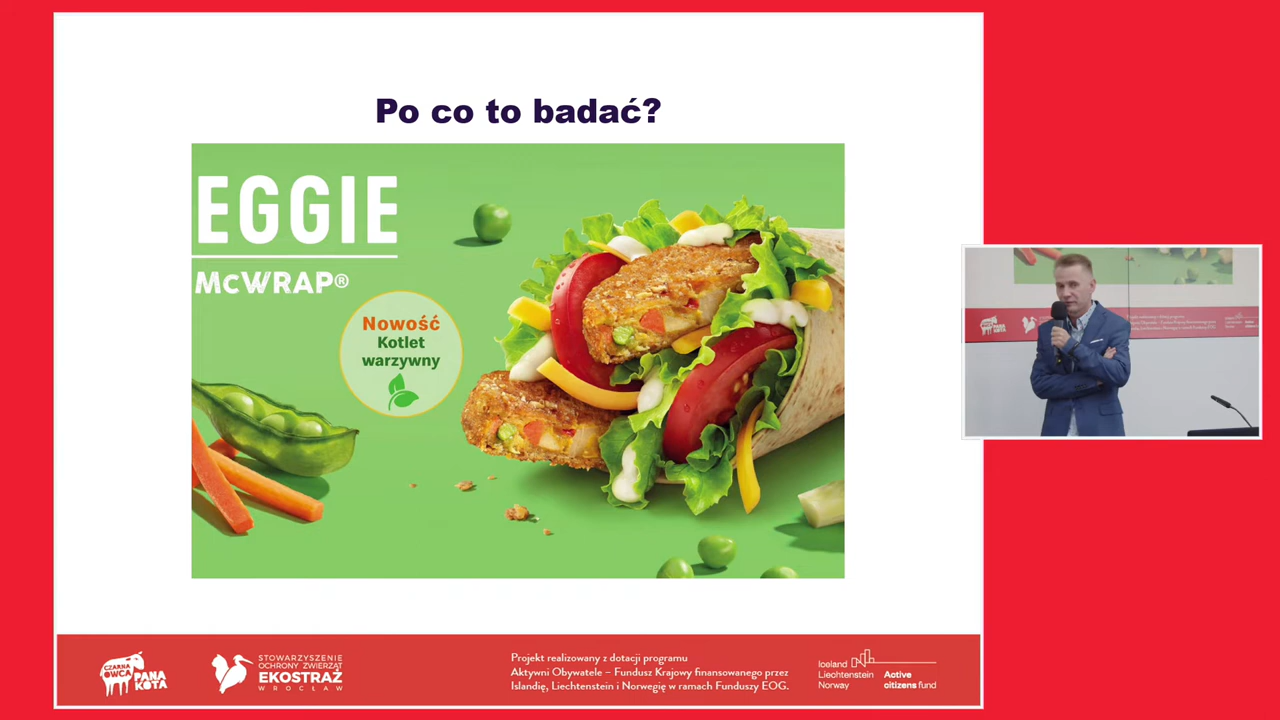 Po co to badać?
EGGIE
McWRAP®
Nowość
Kotlet
warzywny
CZARNA
OWCA
PANA
KOTA
STOWARZYSZENIE
OCHRONY ZWIERZĄT
EKOSTRAŻ
WROCŁAW
Projekt realizowany z dotacji programu
Aktywni Obywatele – Fundusz Krajowy finansowanego przez
Islandię, Liechtenstein i Norwegię w ramach Funduszy EOG.
Iceland
Liechtenstein
Norway
Active
citizens fund